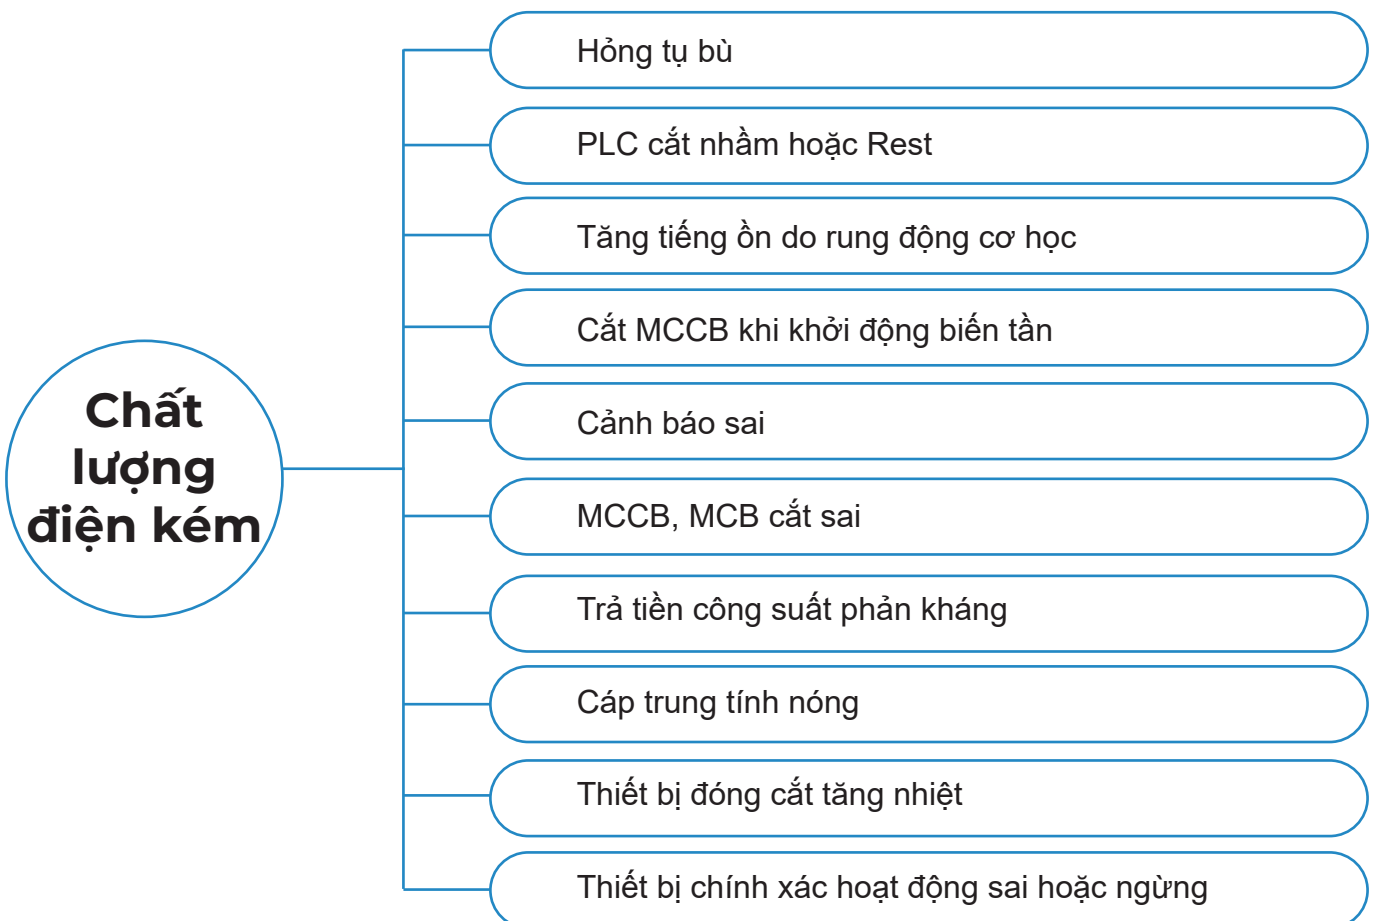 Hỏng tụ bù
PLC cắt nhầm hoặc Rest
Tăng tiếng ồn do rung động cơ học
Cắt MCCB khi khởi động biến tần
Chất
lượng
điện kém
Cảnh báo sai
MCCB, MCB cắt sai
Trả tiền công suất phản kháng
Cáp trung tính nóng
Thiết bị đóng cắt tăng nhiệt
Thiết bị chính xác hoạt động sai hoặc ngừng